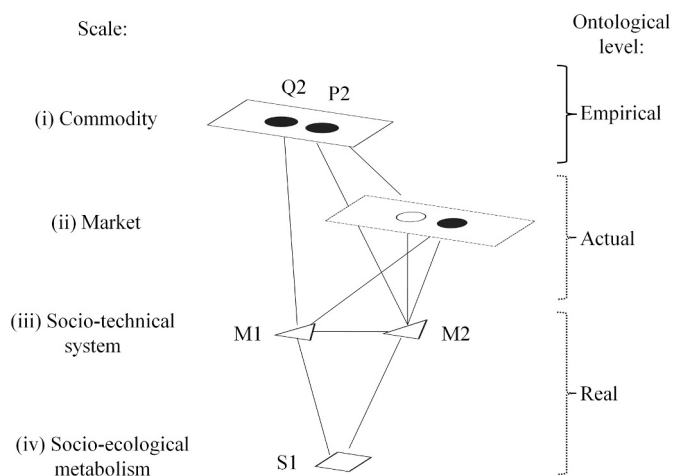 Scale:
Ontological
level:
Q2
P2
(i) Commodity
Empirical
(ii) Market
Actual
(iii) Socio-technical
system
M1
M2
Real
(iv) Socio-ecological
metabolism
S1